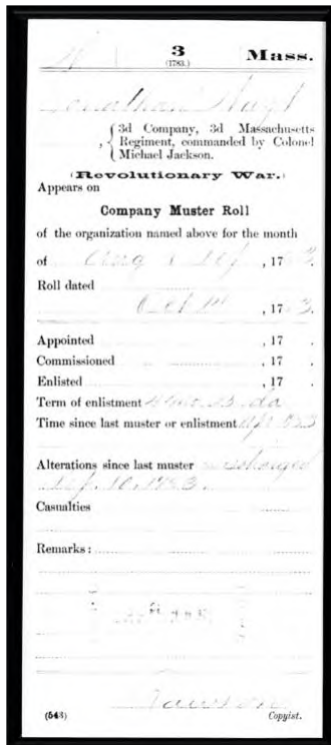 3 Mass.
(1783.)
Jonathan Hayt
3d Company, 3d Massachusetts
Regiment, commanded by Colonel
Michael Jackson.
(Revolutionary War.)
Appears on
Company Muster Roll
of the organization named above for the month
of Aug & Sep, 1783.
Roll dated
Oct 1st, 1783.
Appointed , 17 .
Commissioned , 17 .
Enlisted , 17 .
Term of enlistment
Time since last muster or enlistment
Alterations since last muster discharged
Sep. 10, 1783.
Casualties
Remarks:
(543) Copyist.